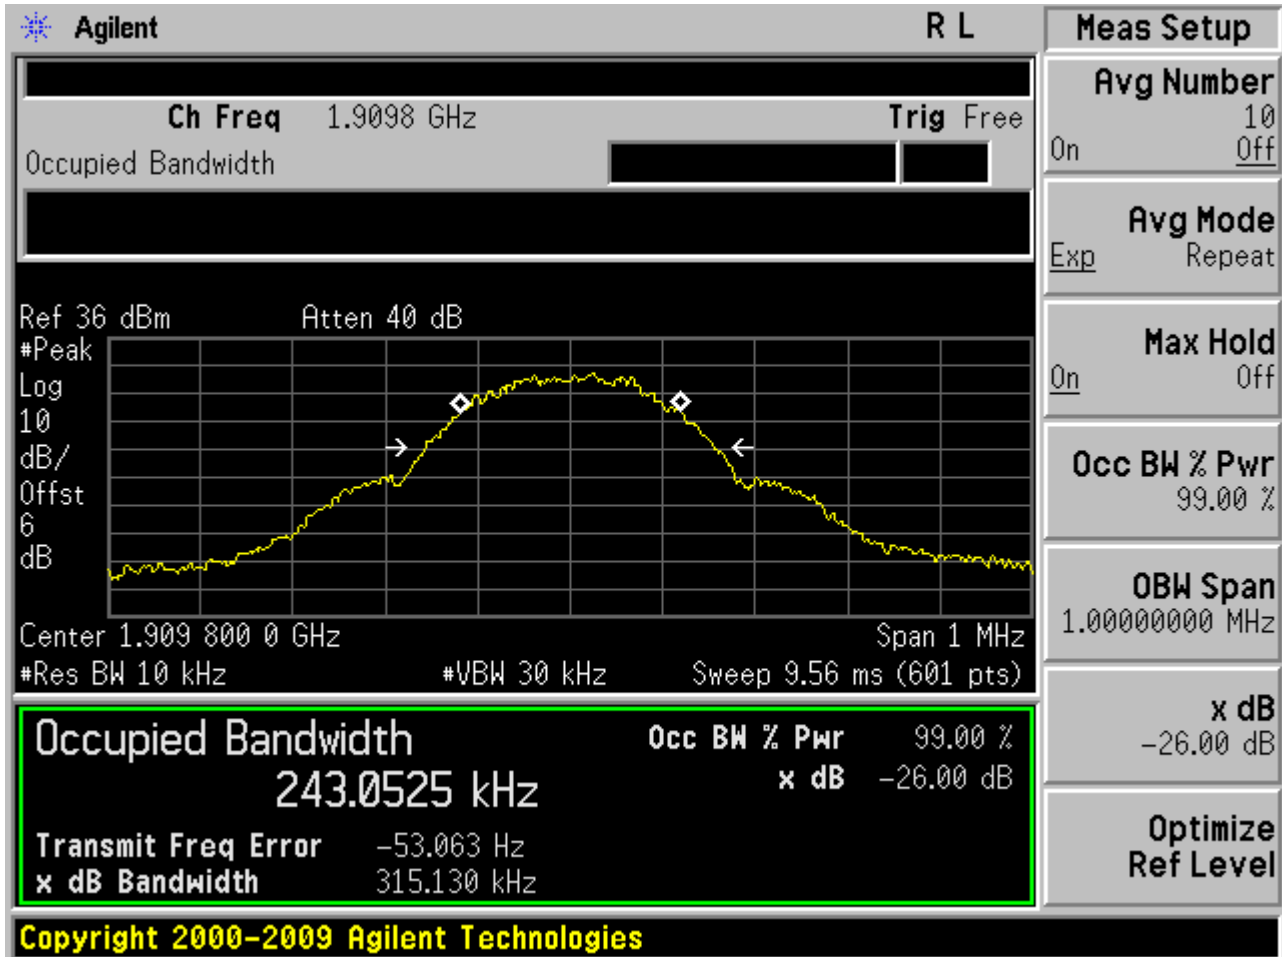 Agilent R L
Ch Freq 1.9098 GHz Trig Free
Occupied Bandwidth
Ref 36 dBm Atten 40 dB
#Peak
Log
10
dB/
Offst
6
dB
Center 1.909 800 0 GHz Span 1 MHz
#Res BW 10 kHz #VBW 30 kHz Sweep 9.56 ms (601 pts)
Occupied Bandwidth
243.0525 kHz
Occ BW % Pwr 99.00 %
x dB -26.00 dB
Transmit Freq Error -53.063 Hz
x dB Bandwidth 315.130 kHz
Copyright 2000-2009 Agilent Technologies
Meas Setup
Avg Number
10
On Off
Avg Mode
Exp Repeat
Max Hold
On Off
Occ BW % Pwr
99.00 %
OBW Span
1.00000000 MHz
x dB
-26.00 dB
Optimize
Ref Level